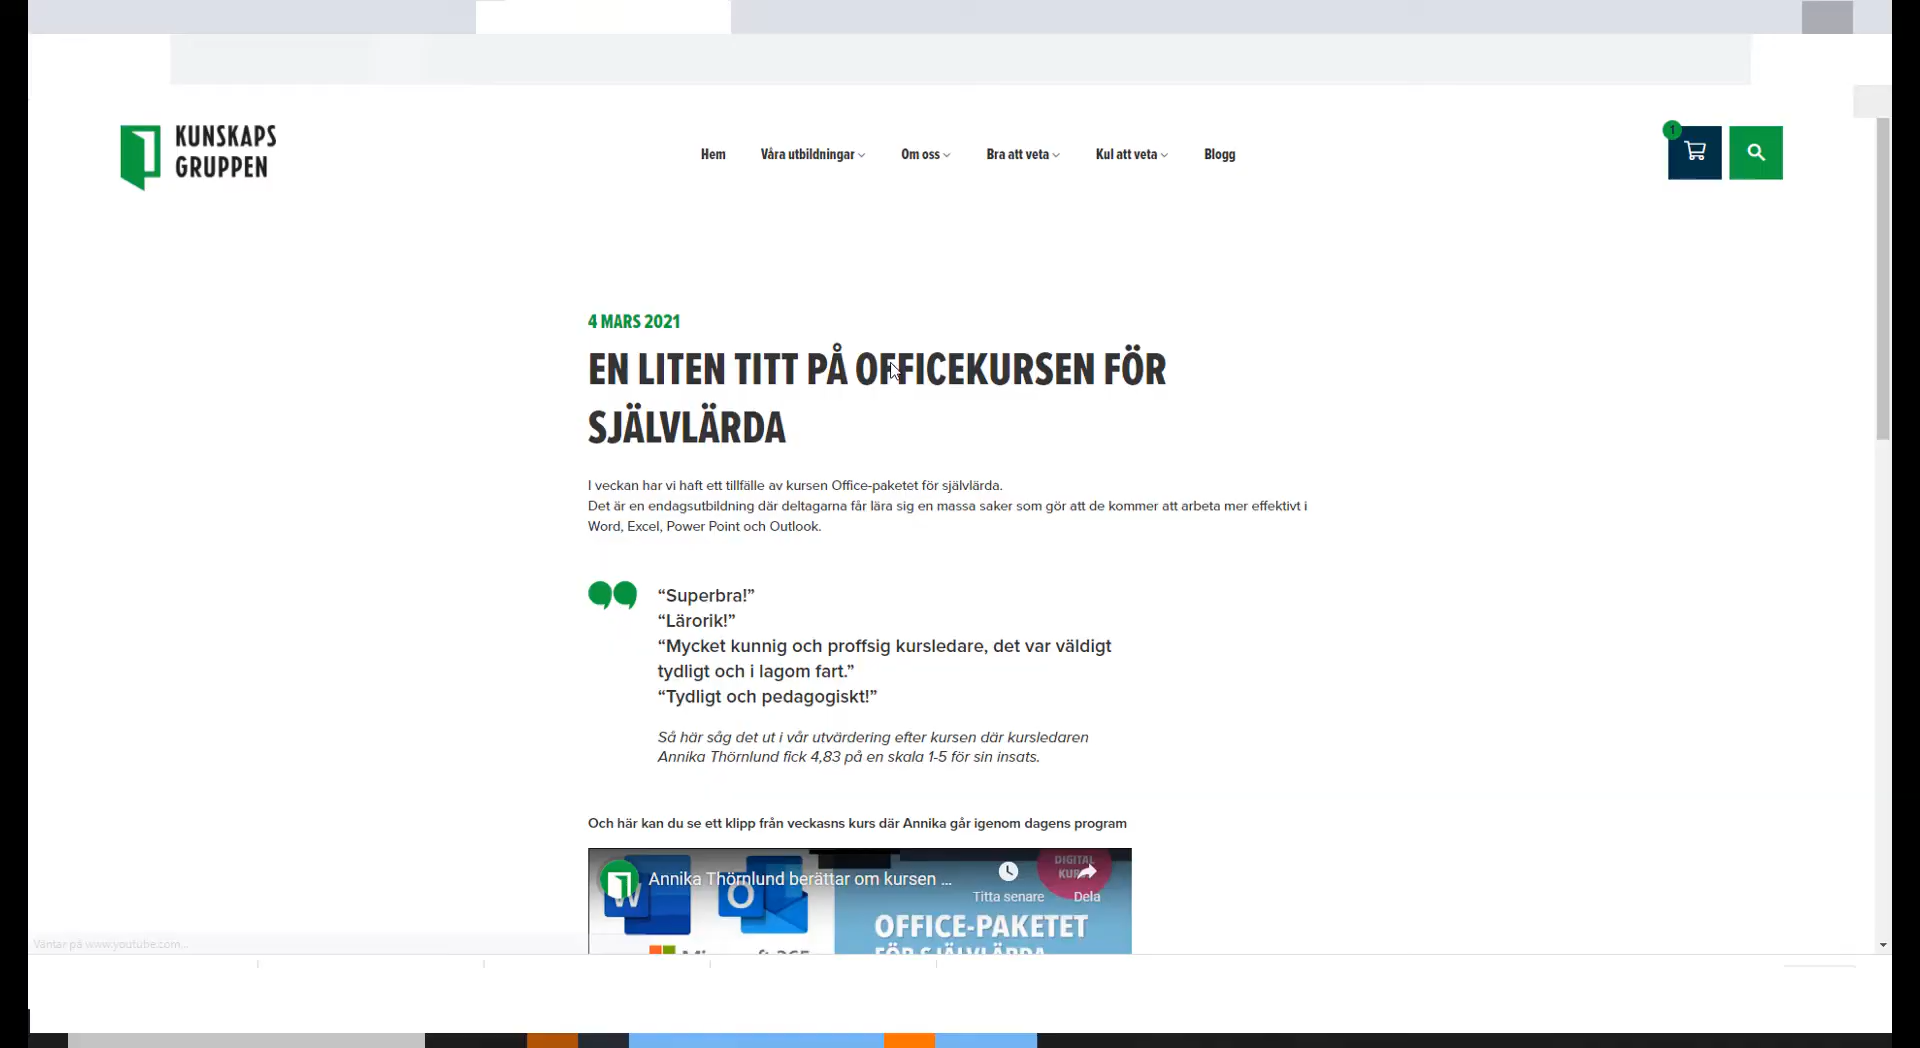 KUNSKAPS
GRUPPEN
Hem Våra utbildningar Om oss Bra att veta Kul att veta Blogg
1
4 MARS 2021
EN LITEN TITT PÅ OFFICEKURSEN FÖR
SJÄLVLÄRDA
I veckan har vi haft ett tillfälle av kursen Office-paketet för självlärda.
Det är en endagsutbildning där deltagarna får lära sig en massa saker som gör att de kommer att arbeta mer effektivt i
Word, Excel, Power Point och Outlook.
“Superbra!”
“Lärorik!”
“Mycket kunnig och proffsig kursledare, det var väldigt
tydligt och i lagom fart.”
“Tydligt och pedagogiskt!”
Så här såg det ut i vår utvärdering efter kursen där kursledaren
Annika Thörnlund fick 4,83 på en skala 1-5 för sin insats.
Och här kan du se ett klipp från veckasns kurs där Annika går igenom dagens program
Annika Thörnlund berättar om kursen ...
Titta senare
Dela
DIGITAL
W
O
OFFICE-PAKETET
FÖR SJÄLVLÄRDA
Väntar på www.youtube.com...